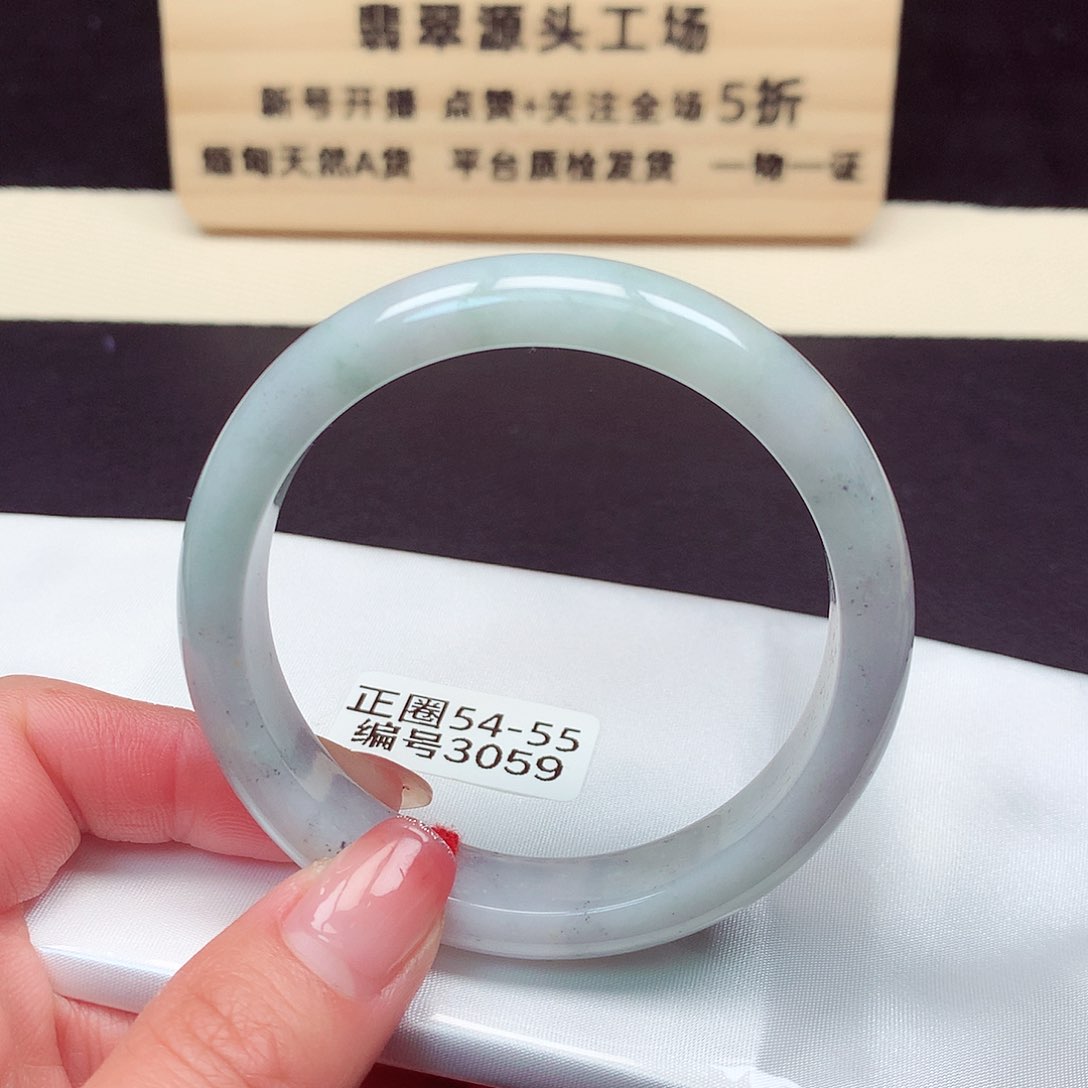 翡翠源头工场
新号开播 点赞+关注全场5折
缅甸天然A货 平台质检发货 一物一证
正圈54-55
编号3059